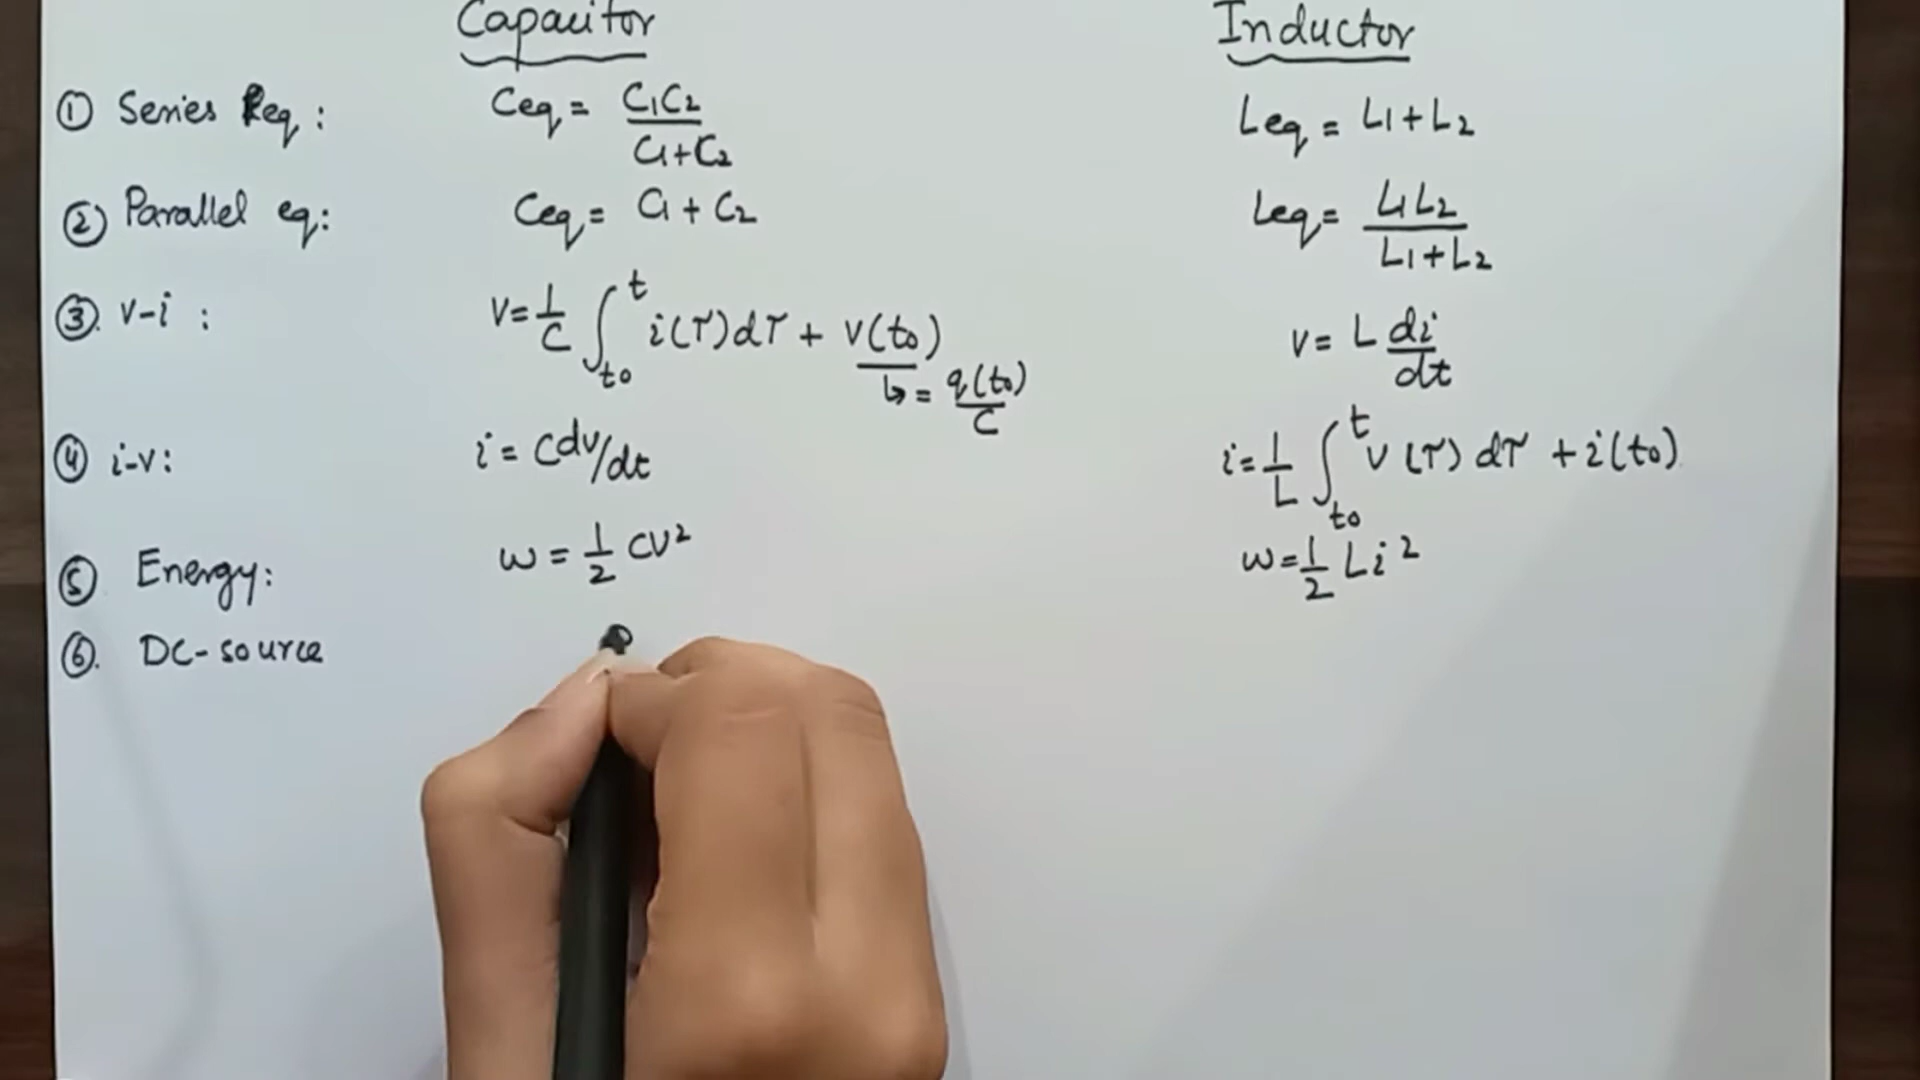 Capacitor Inductor
① Series Req: Ceq = C₁C₂/C₁+C₂ Leq = L₁+L₂
② Parallel eq: Ceq = C₁ + C₂ Leq = L₁L₂/L₁+L₂
③. v-i : V = 1/C ∫ₜ₀ᵗ i(τ)dτ + V(t₀) v = L di/dt
↳ = q(t₀)/C
④ i-v: i = Cdv/dt i = 1/L ∫ₜ₀ᵗ v(τ) dτ + i(t₀)
⑤ Energy: w = 1/2 CV² w = 1/2 Li²
⑥. DC-source